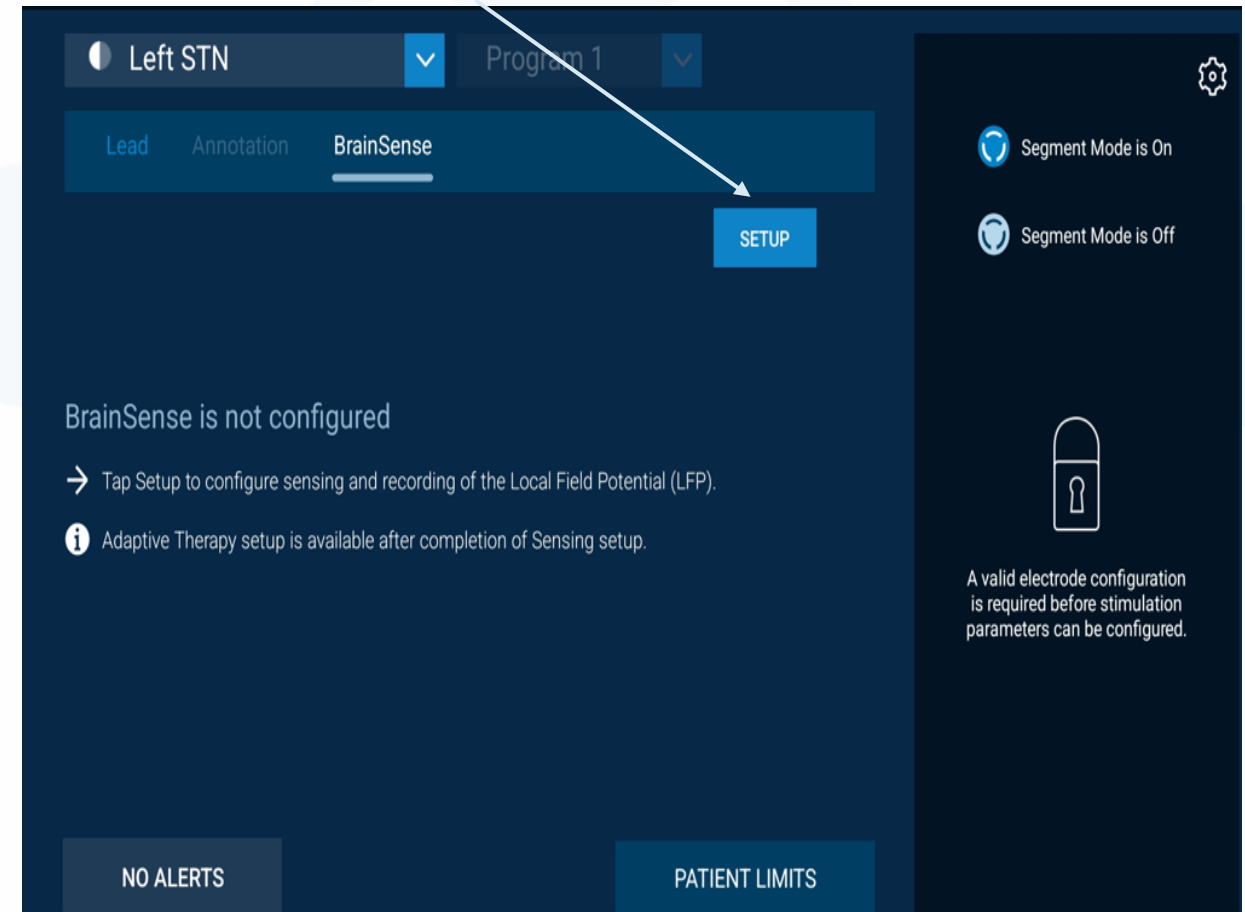 Left STN
Program 1
Lead Annotation BrainSense
SETUP
Segment Mode is On
Segment Mode is Off
BrainSense is not configured
Tap Setup to configure sensing and recording of the Local Field Potential (LFP).
Adaptive Therapy setup is available after completion of Sensing setup.
A valid electrode configuration
is required before stimulation
parameters can be configured.
NO ALERTS
PATIENT LIMITS